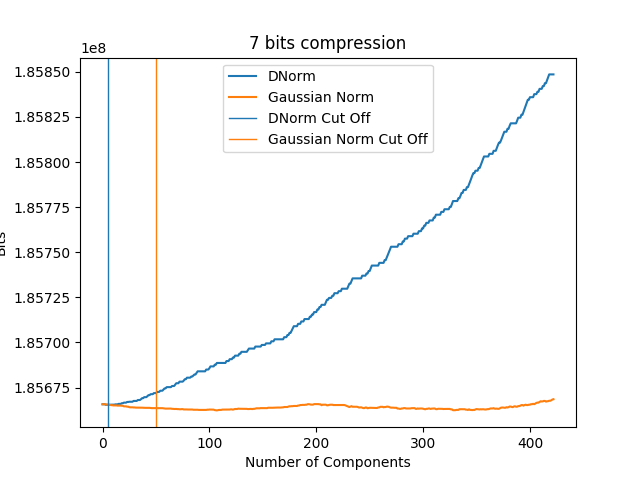 7 bits compression
1e8
1.85850
1.85825
1.85800
1.85775
1.85750
1.85725
1.85700
1.85675
Bits
DNorm
Gaussian Norm
DNorm Cut Off
Gaussian Norm Cut Off
0 100 200 300 400
Number of Components